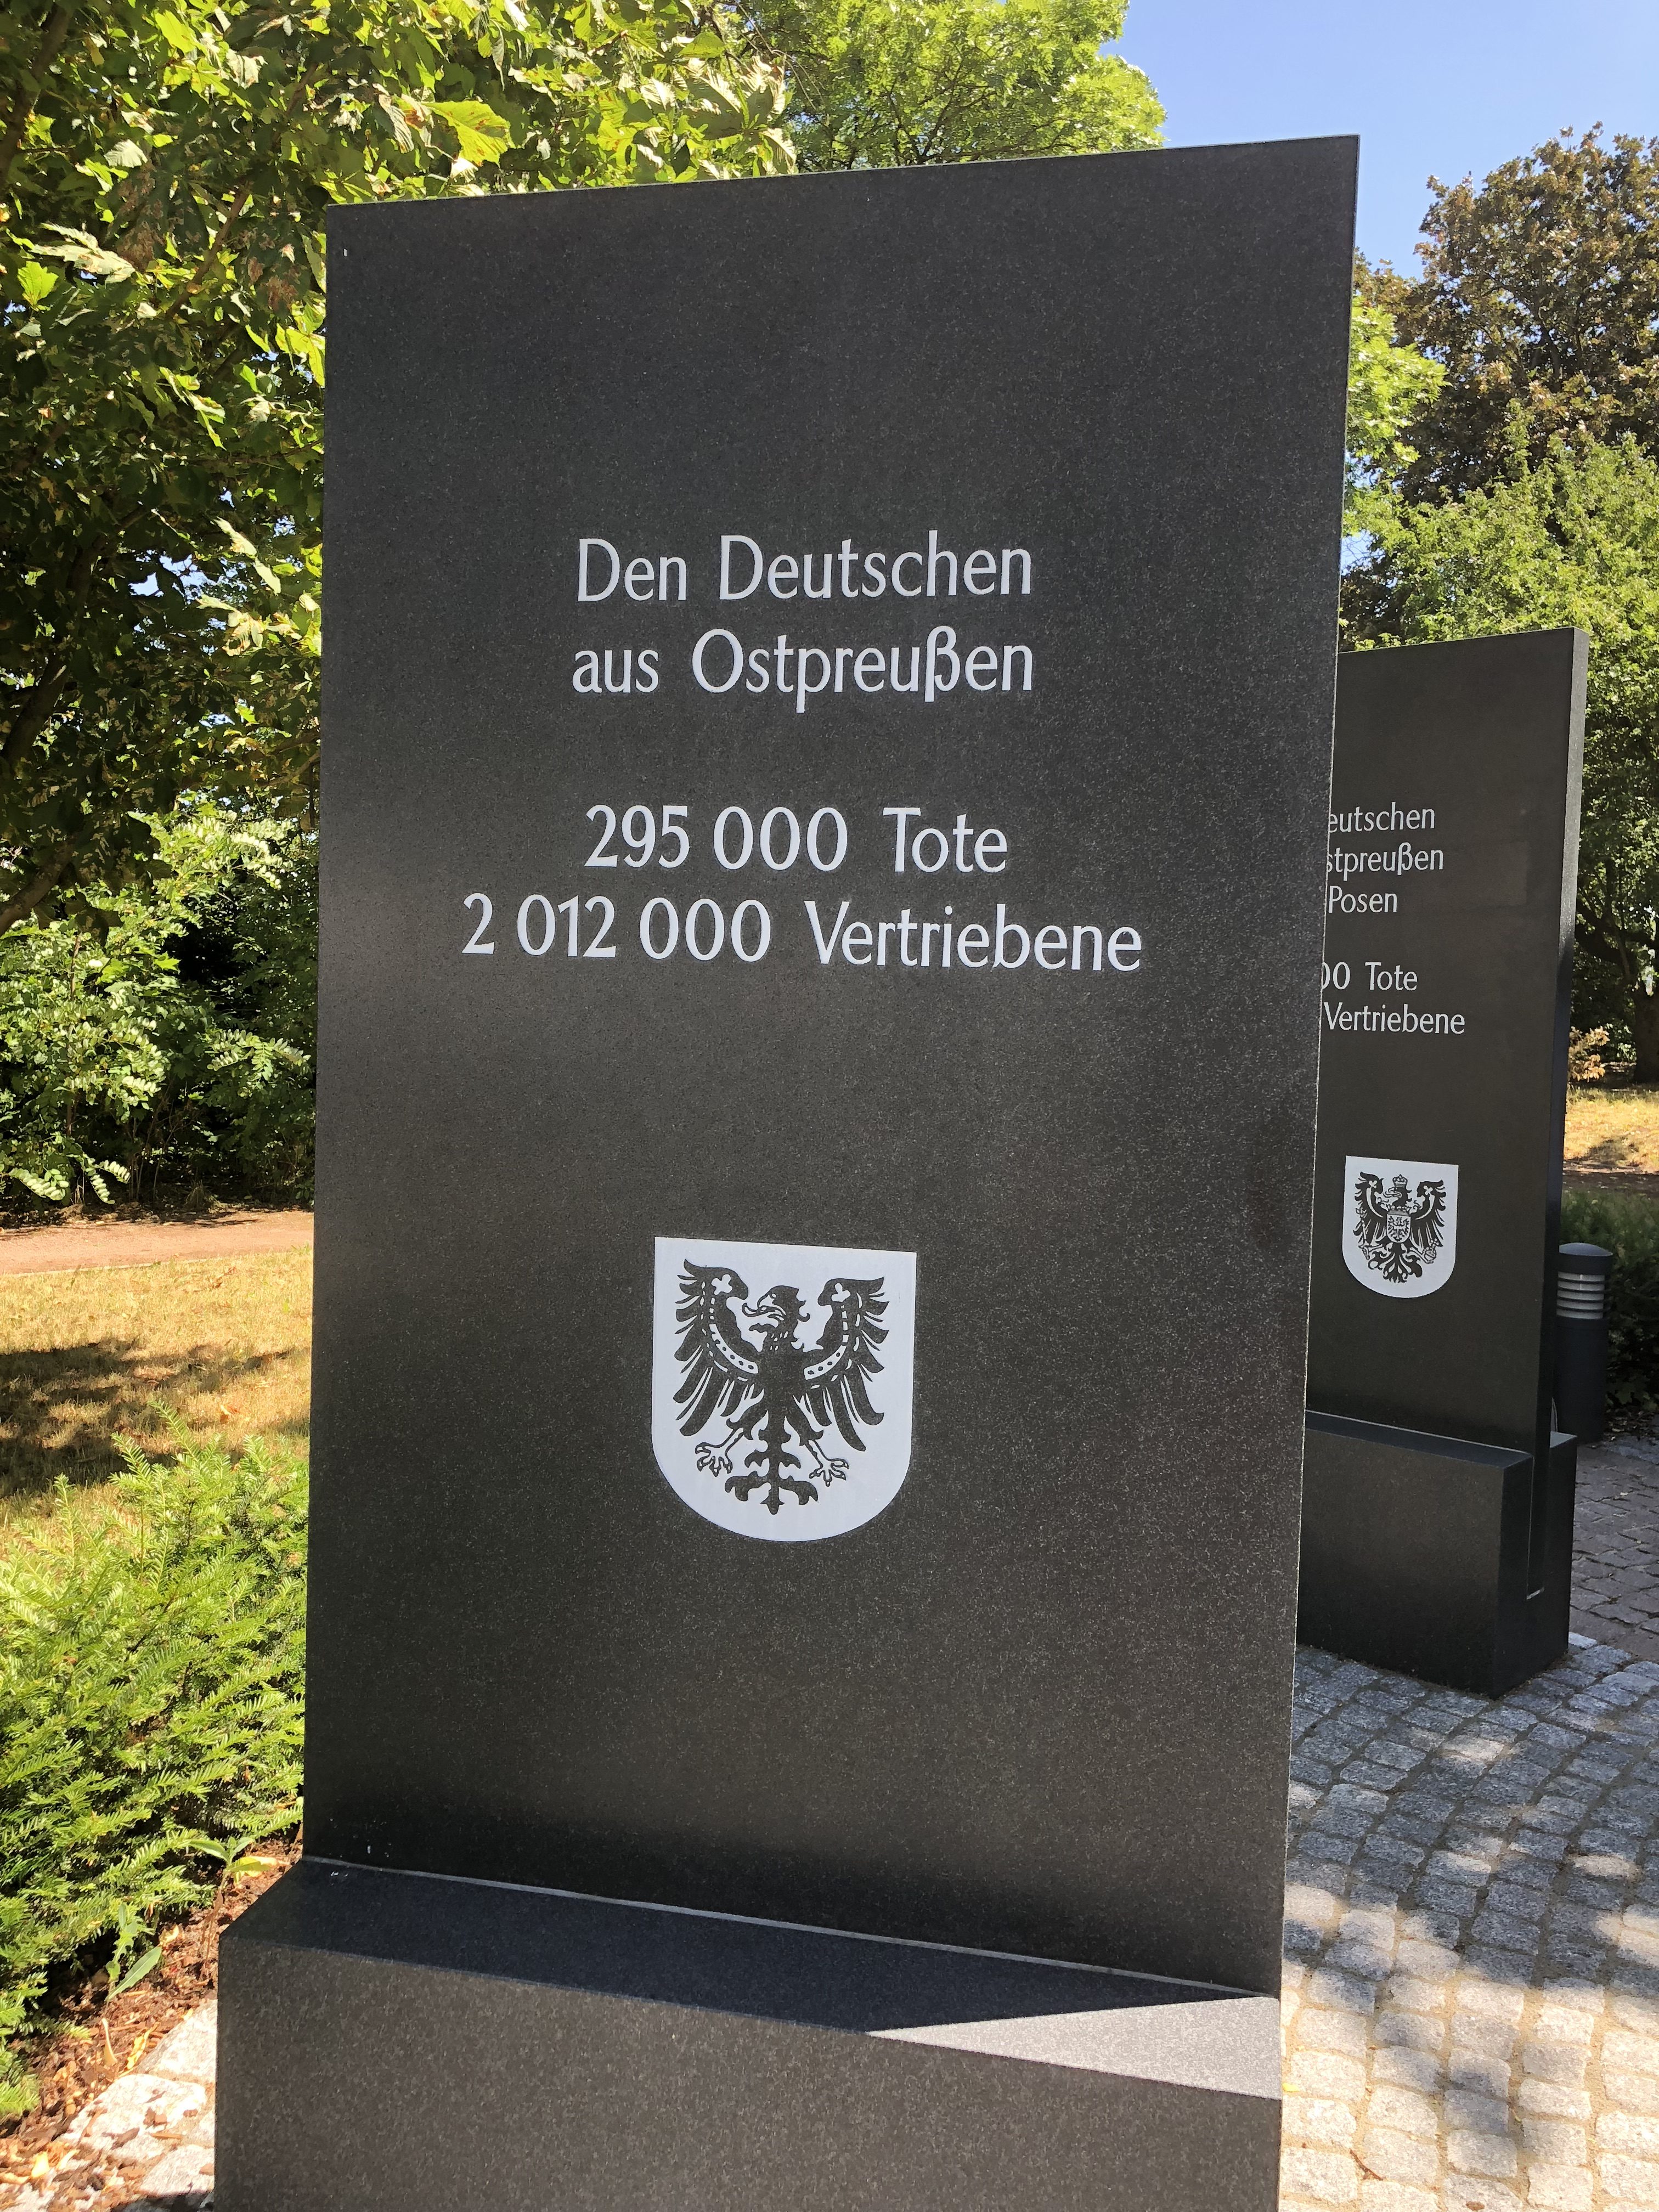 Den Deutschen
aus Ostpreußen
295 000 Tote
2 012 000 Vertriebene
eutschen
stpreußen
Posen
00 Tote
Vertriebene